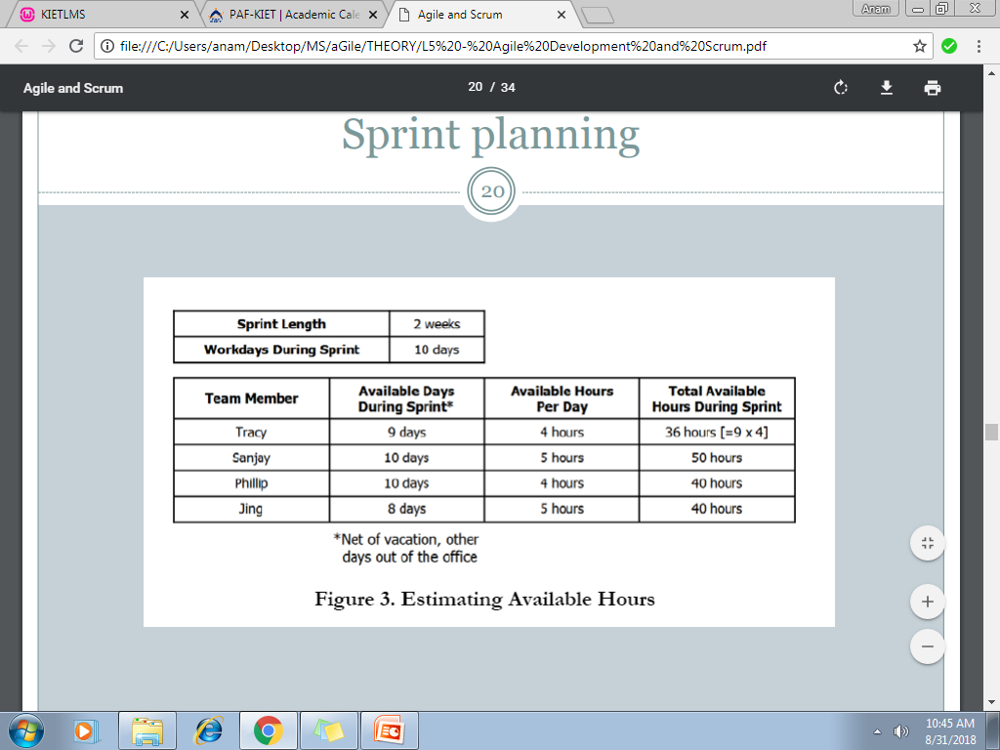 KIETLMS
PAF-KIET | Academic Cale
Agile and Scrum
Anam
file:///C:/Users/anam/Desktop/MS/aGile/THEORY/L5%20-%20Agile%20Development%20and%20Scrum.pdf
Agile and Scrum
20 / 34
Sprint planning
20
Sprint Length 2 weeks
Workdays During Sprint 10 days
Team Member Available Days During Sprint* Available Hours Per Day Total Available Hours During Sprint
Tracy 9 days 4 hours 36 hours [=9 x 4]
Sanjay 10 days 5 hours 50 hours
Phillip 10 days 4 hours 40 hours
Jing 8 days 5 hours 40 hours
*Net of vacation, other
days out of the office
Figure 3. Estimating Available Hours
10:45 AM
8/31/2018